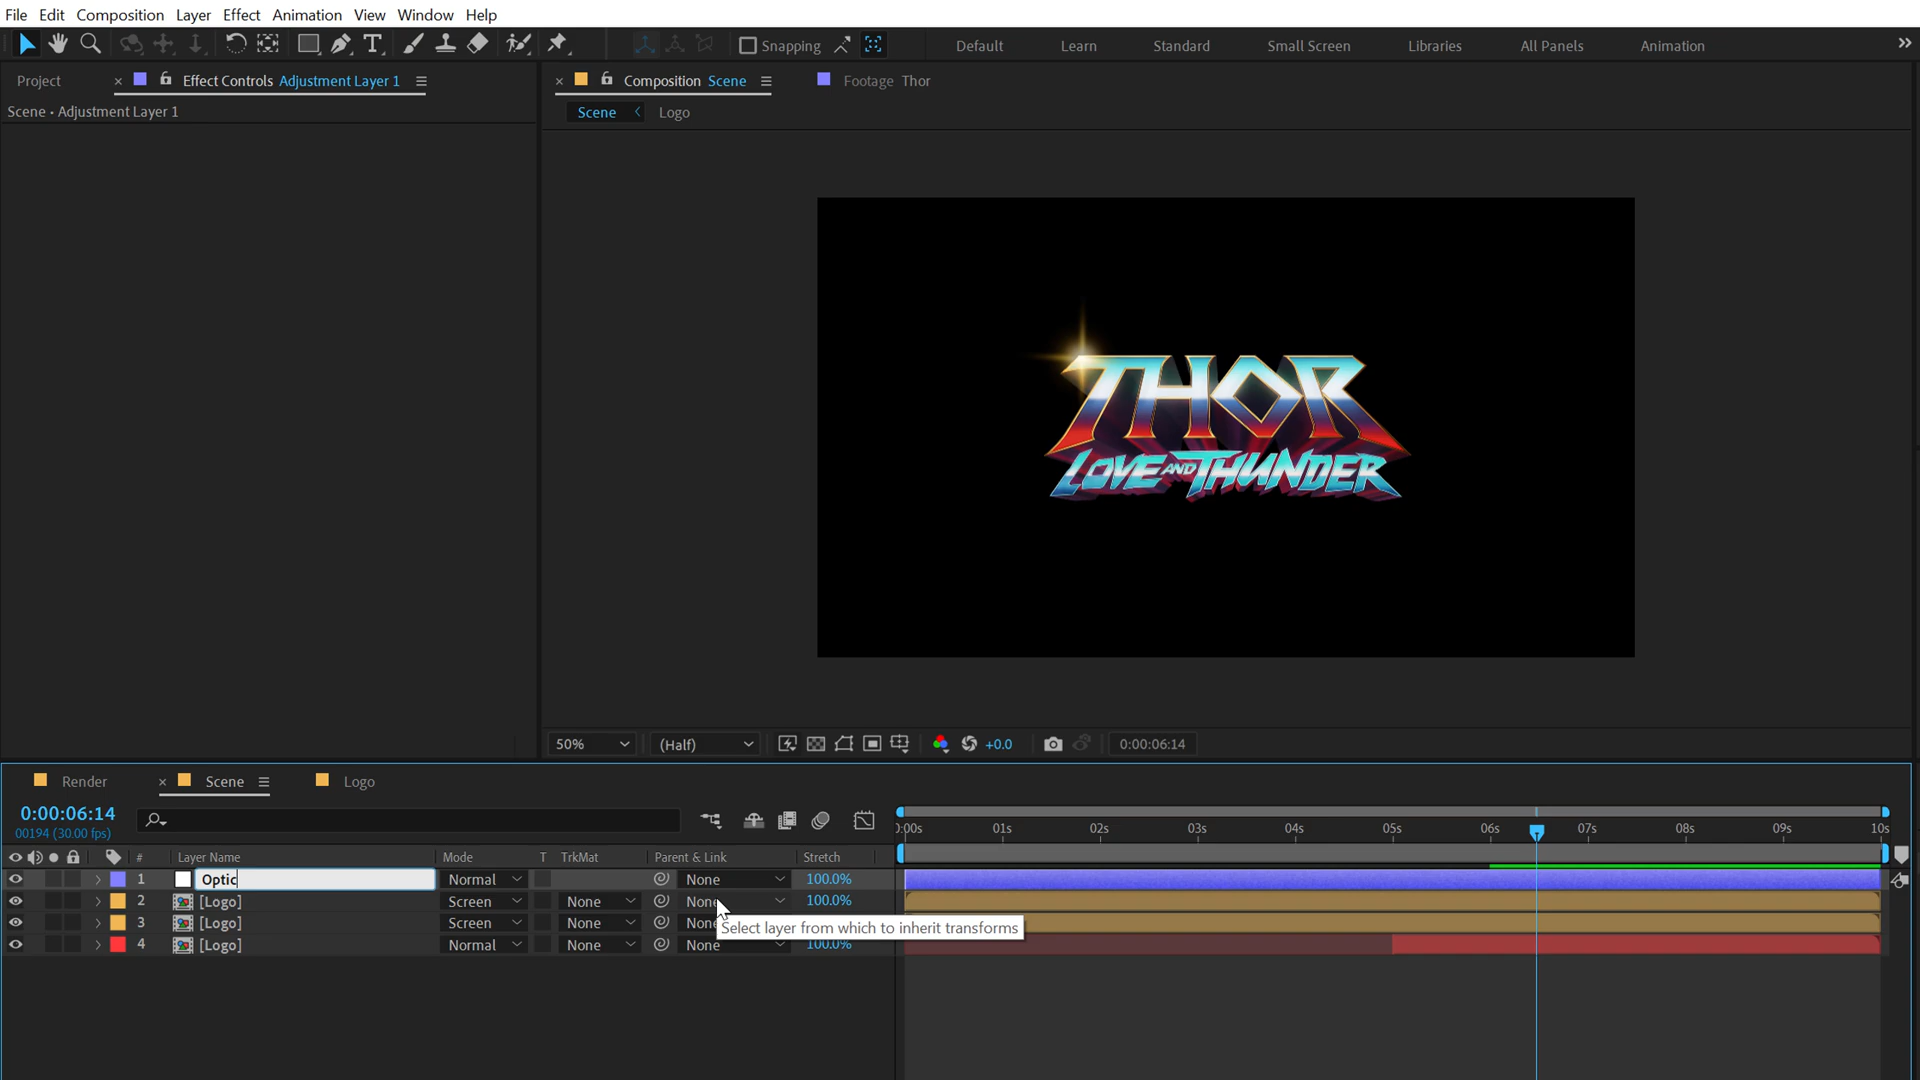 File Edit Composition Layer Effect Animation View Window Help
T Snapping Default Learn Standard Small Screen Libraries All Panels Animation
Project Effect Controls Adjustment Layer 1 Composition Scene Footage Thor
Scene • Adjustment Layer 1 Scene Logo
THOR
LOVE AND THUNDER
50% (Half) +0.0 0:00:06:14
Render Scene Logo
0:00:06:14
00194 (30.00 fps)
:00s 01s 02s 03s 04s 05s 06s 07s 08s 09s 10s
# Layer Name Mode T TrkMat Parent & Link Stretch
1 Optic Normal None 100.0%
2 [Logo] Screen None None 100.0%
3 [Logo] Screen None
Select layer from which to inherit transforms
4 [Logo] Normal None None 100.0%